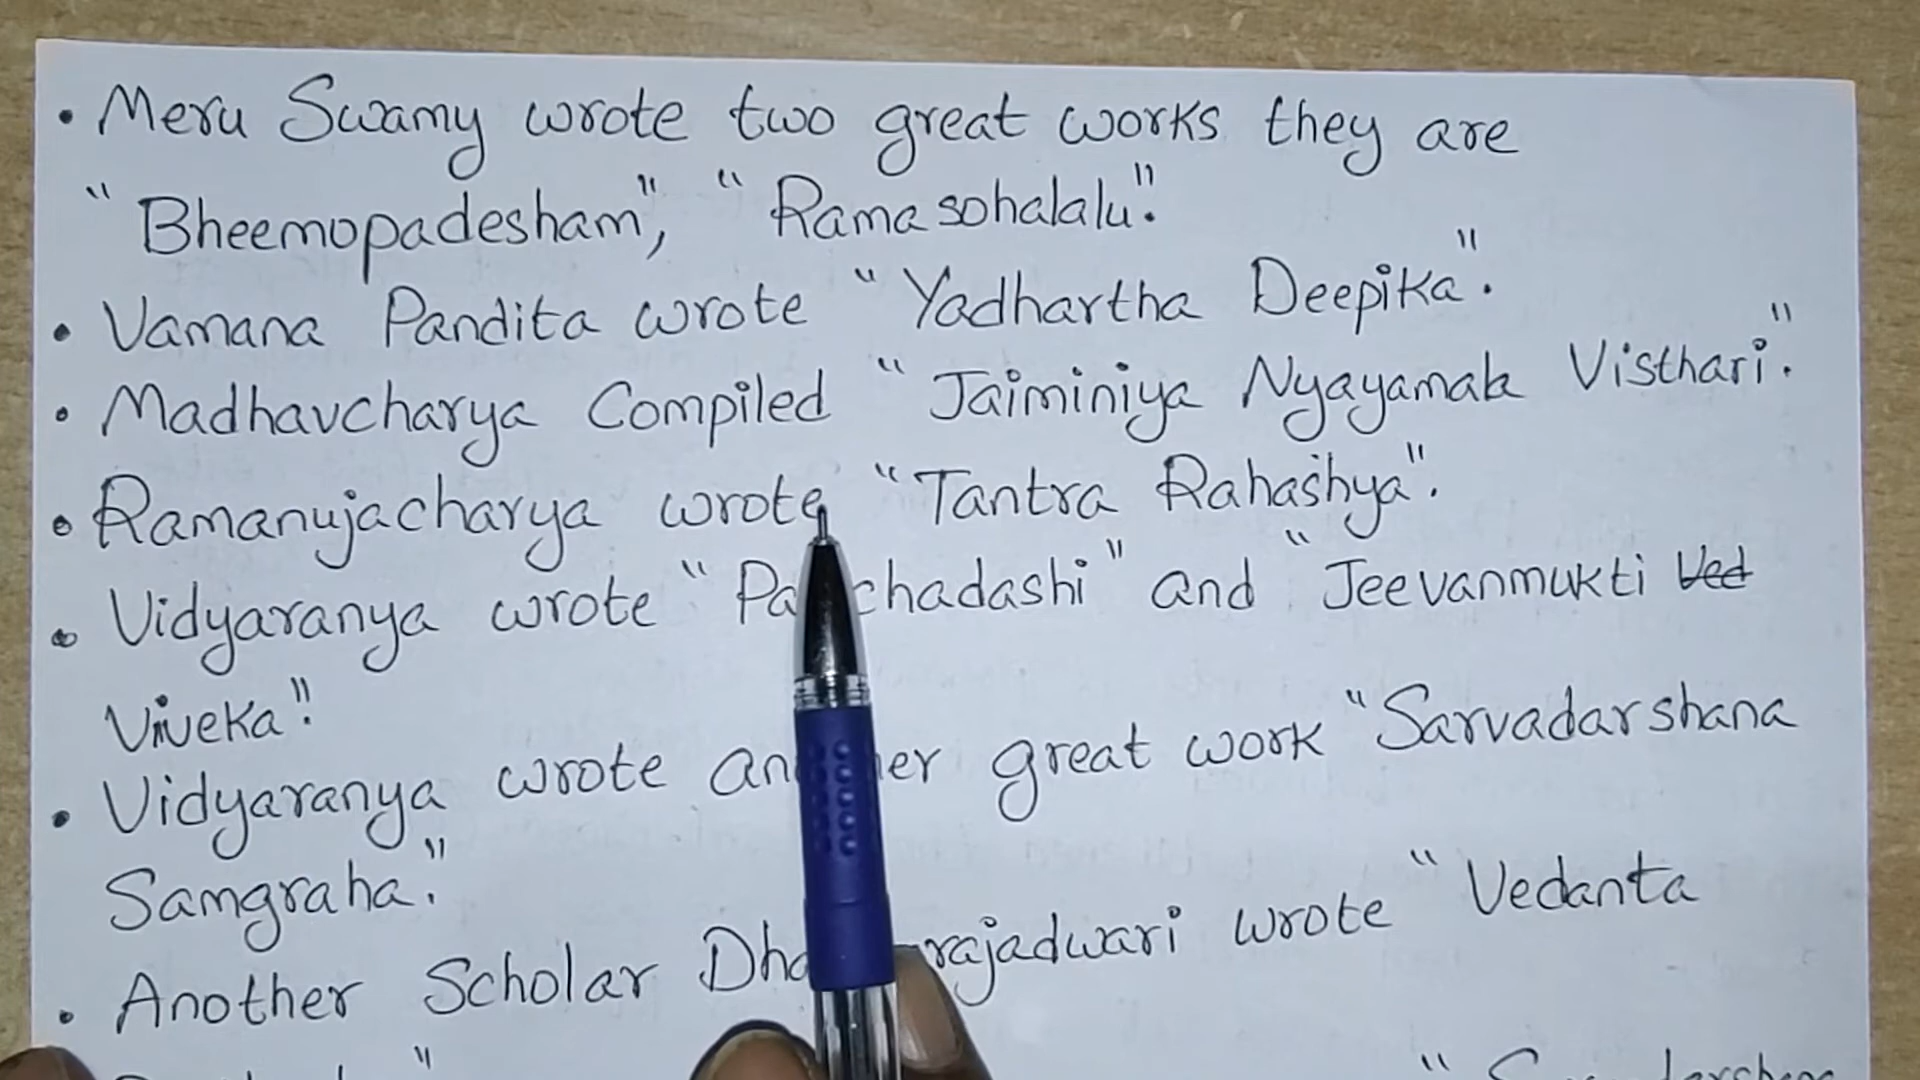 • Meru Swamy wrote two great works they are
"Bheemopadesham", "Ramasohalalu".
• Vamana Pandita wrote "Yadhartha Deepika".
• Madhavcharya Compiled "Jaiminiya Nyayamala Visthari".
• Ramanujacharya wrote "Tantra Rahashya".
• Vidyaranya wrote and "Jeevanmukti Ved
Viveka".
• Vidyaranya wrote great work "Sarvadarshana
Samgraha."
• Another Scholar wrote "Vedanta